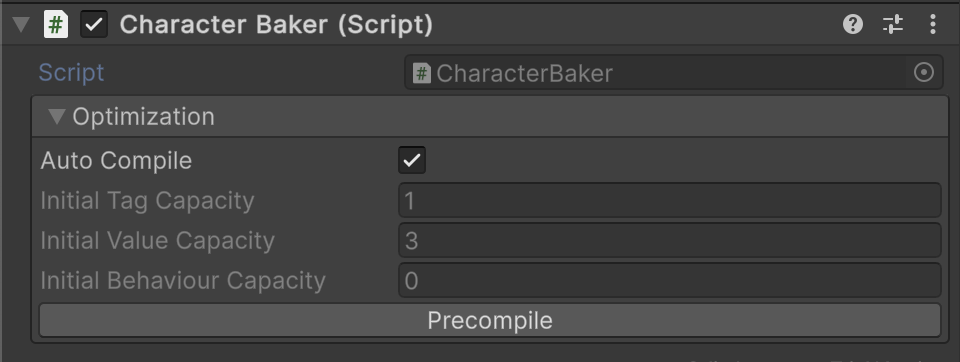 Character Baker (Script)
Script
CharacterBaker
Optimization
Auto Compile
Initial Tag Capacity 1
Initial Value Capacity 3
Initial Behaviour Capacity 0
Precompile